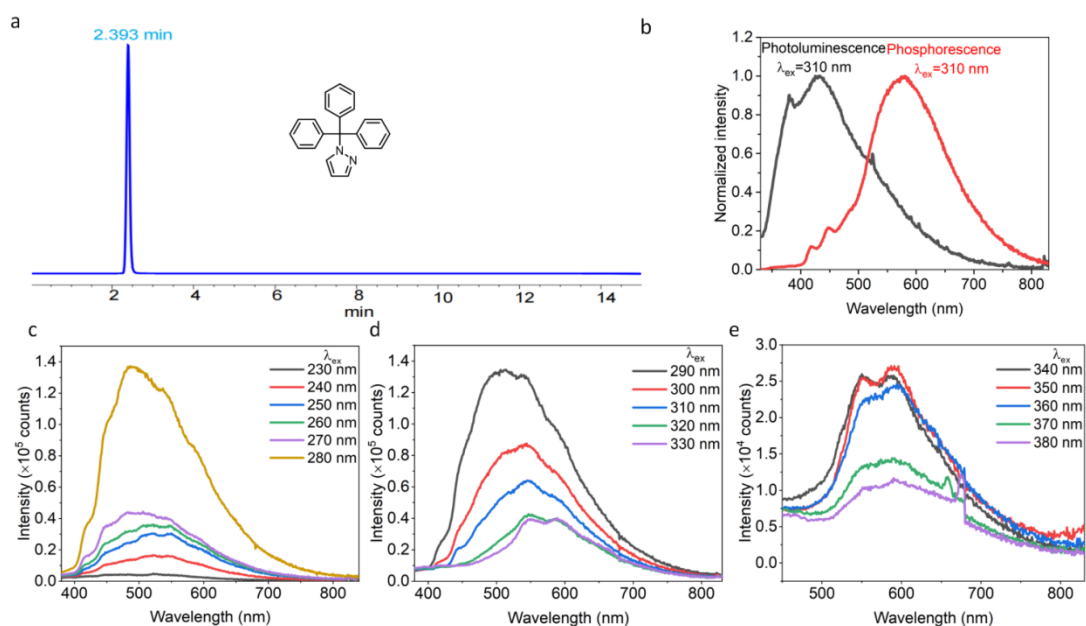 a
2.393 min
N
N
2
4
6
8
10
12
14
min
b
Photoluminescence
λex=310 nm
Phosphorescence
λex=310 nm
Normalized intensity
1.2
1.0
0.8
0.6
0.4
0.2
0.0
400 500 600 700 800
Wavelength (nm)
c
λex
230 nm
240 nm
250 nm
260 nm
270 nm
280 nm
Intensity (×10⁵ counts)
1.4
1.2
1.0
0.8
0.6
0.4
0.2
0.0
400 500 600 700 800
Wavelength (nm)
d
λex
290 nm
300 nm
310 nm
320 nm
330 nm
Intensity (×10⁵ counts)
1.4
1.2
1.0
0.8
0.6
0.4
0.2
0.0
400 500 600 700 800
Wavelength (nm)
e
λex
340 nm
350 nm
360 nm
370 nm
380 nm
Intensity (×10⁴ counts)
3.0
2.5
2.0
1.5
1.0
0.5
0.0
500 600 700 800
Wavelength (nm)